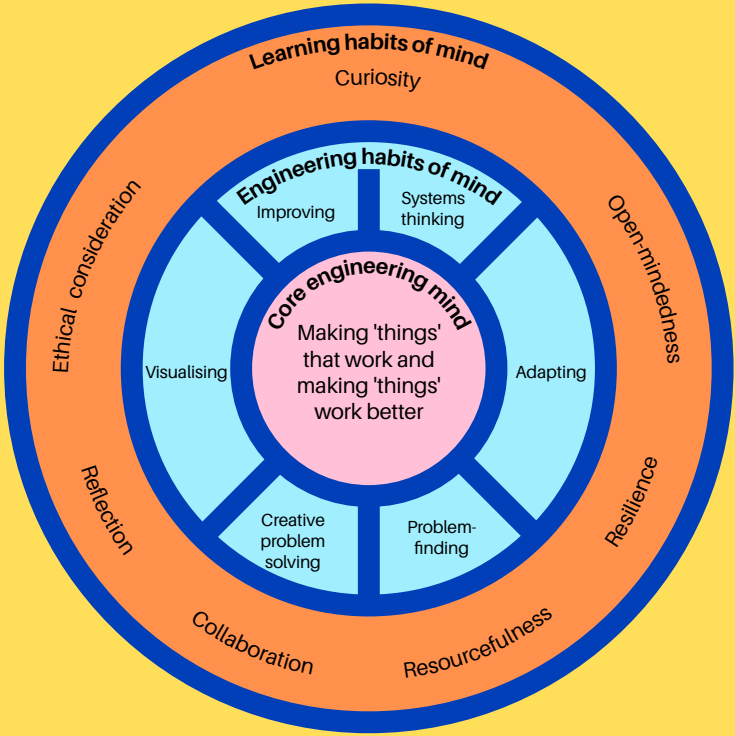 Learning habits of mind
Curiosity
Open-mindedness
Resilience
Resourcefulness
Collaboration
Reflection
Ethical consideration
Engineering habits of mind
Improving
Systems
thinking
Adapting
Problem-
finding
Creative
problem
solving
Visualising
Core engineering mind
Making 'things'
that work and
making 'things'
work better